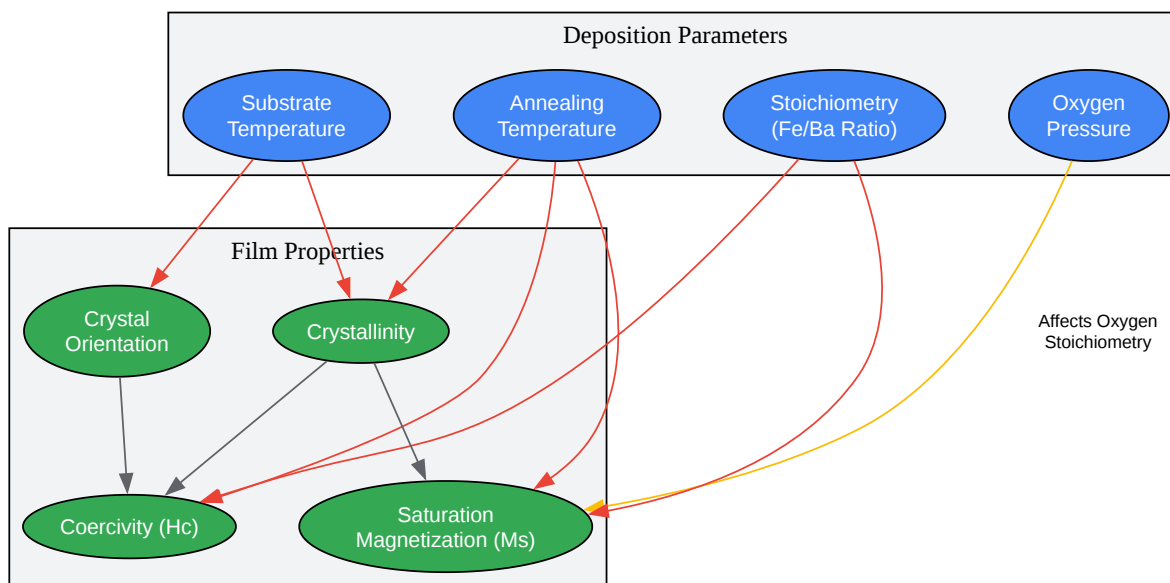 Deposition Parameters
Substrate
Temperature
Annealing
Temperature
Stoichiometry
(Fe/Ba Ratio)
Oxygen
Pressure
Film Properties
Crystal
Orientation
Crystallinity
Affects Oxygen
Stoichiometry
Coercivity (Hc)
Saturation
Magnetization (Ms)